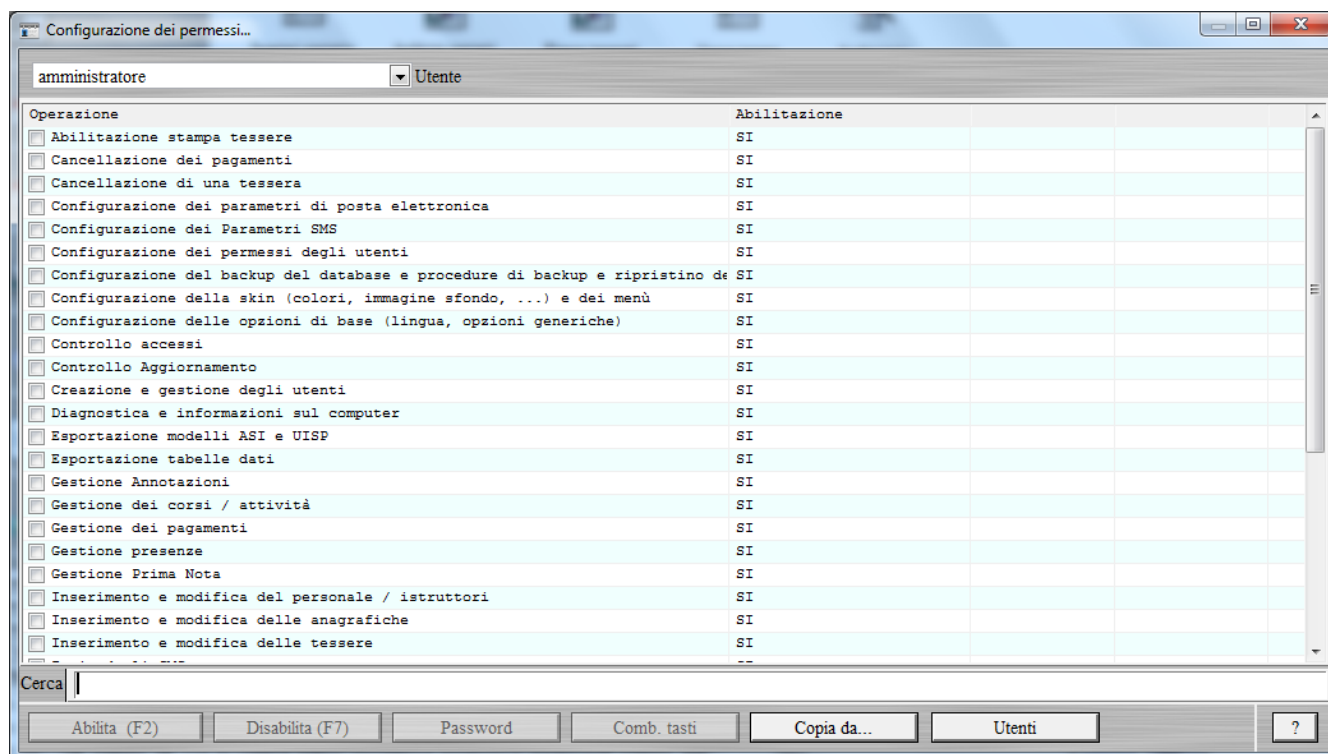 Configurazione dei permessi...
amministratore Utente
Operazione Abilitazione
Abilitazione stampa tessere SI
Cancellazione dei pagamenti SI
Cancellazione di una tessera SI
Configurazione dei parametri di posta elettronica SI
Configurazione dei Parametri SMS SI
Configurazione dei permessi degli utenti SI
Configurazione del backup del database e procedure di backup e ripristino de SI
Configurazione della skin (colori, immagine sfondo, ...) e dei menù SI
Configurazione delle opzioni di base (lingua, opzioni generiche) SI
Controllo accessi SI
Controllo Aggiornamento SI
Creazione e gestione degli utenti SI
Diagnostica e informazioni sul computer SI
Esportazione modelli ASI e UISP SI
Esportazione tabelle dati SI
Gestione Annotazioni SI
Gestione dei corsi / attività SI
Gestione dei pagamenti SI
Gestione presenze SI
Gestione Prima Nota SI
Inserimento e modifica del personale / istruttori SI
Inserimento e modifica delle anagrafiche SI
Inserimento e modifica delle tessere SI
Cerca
Abilita (F2) Disabilita (F7) Password Comb. tasti Copia da... Utenti ?